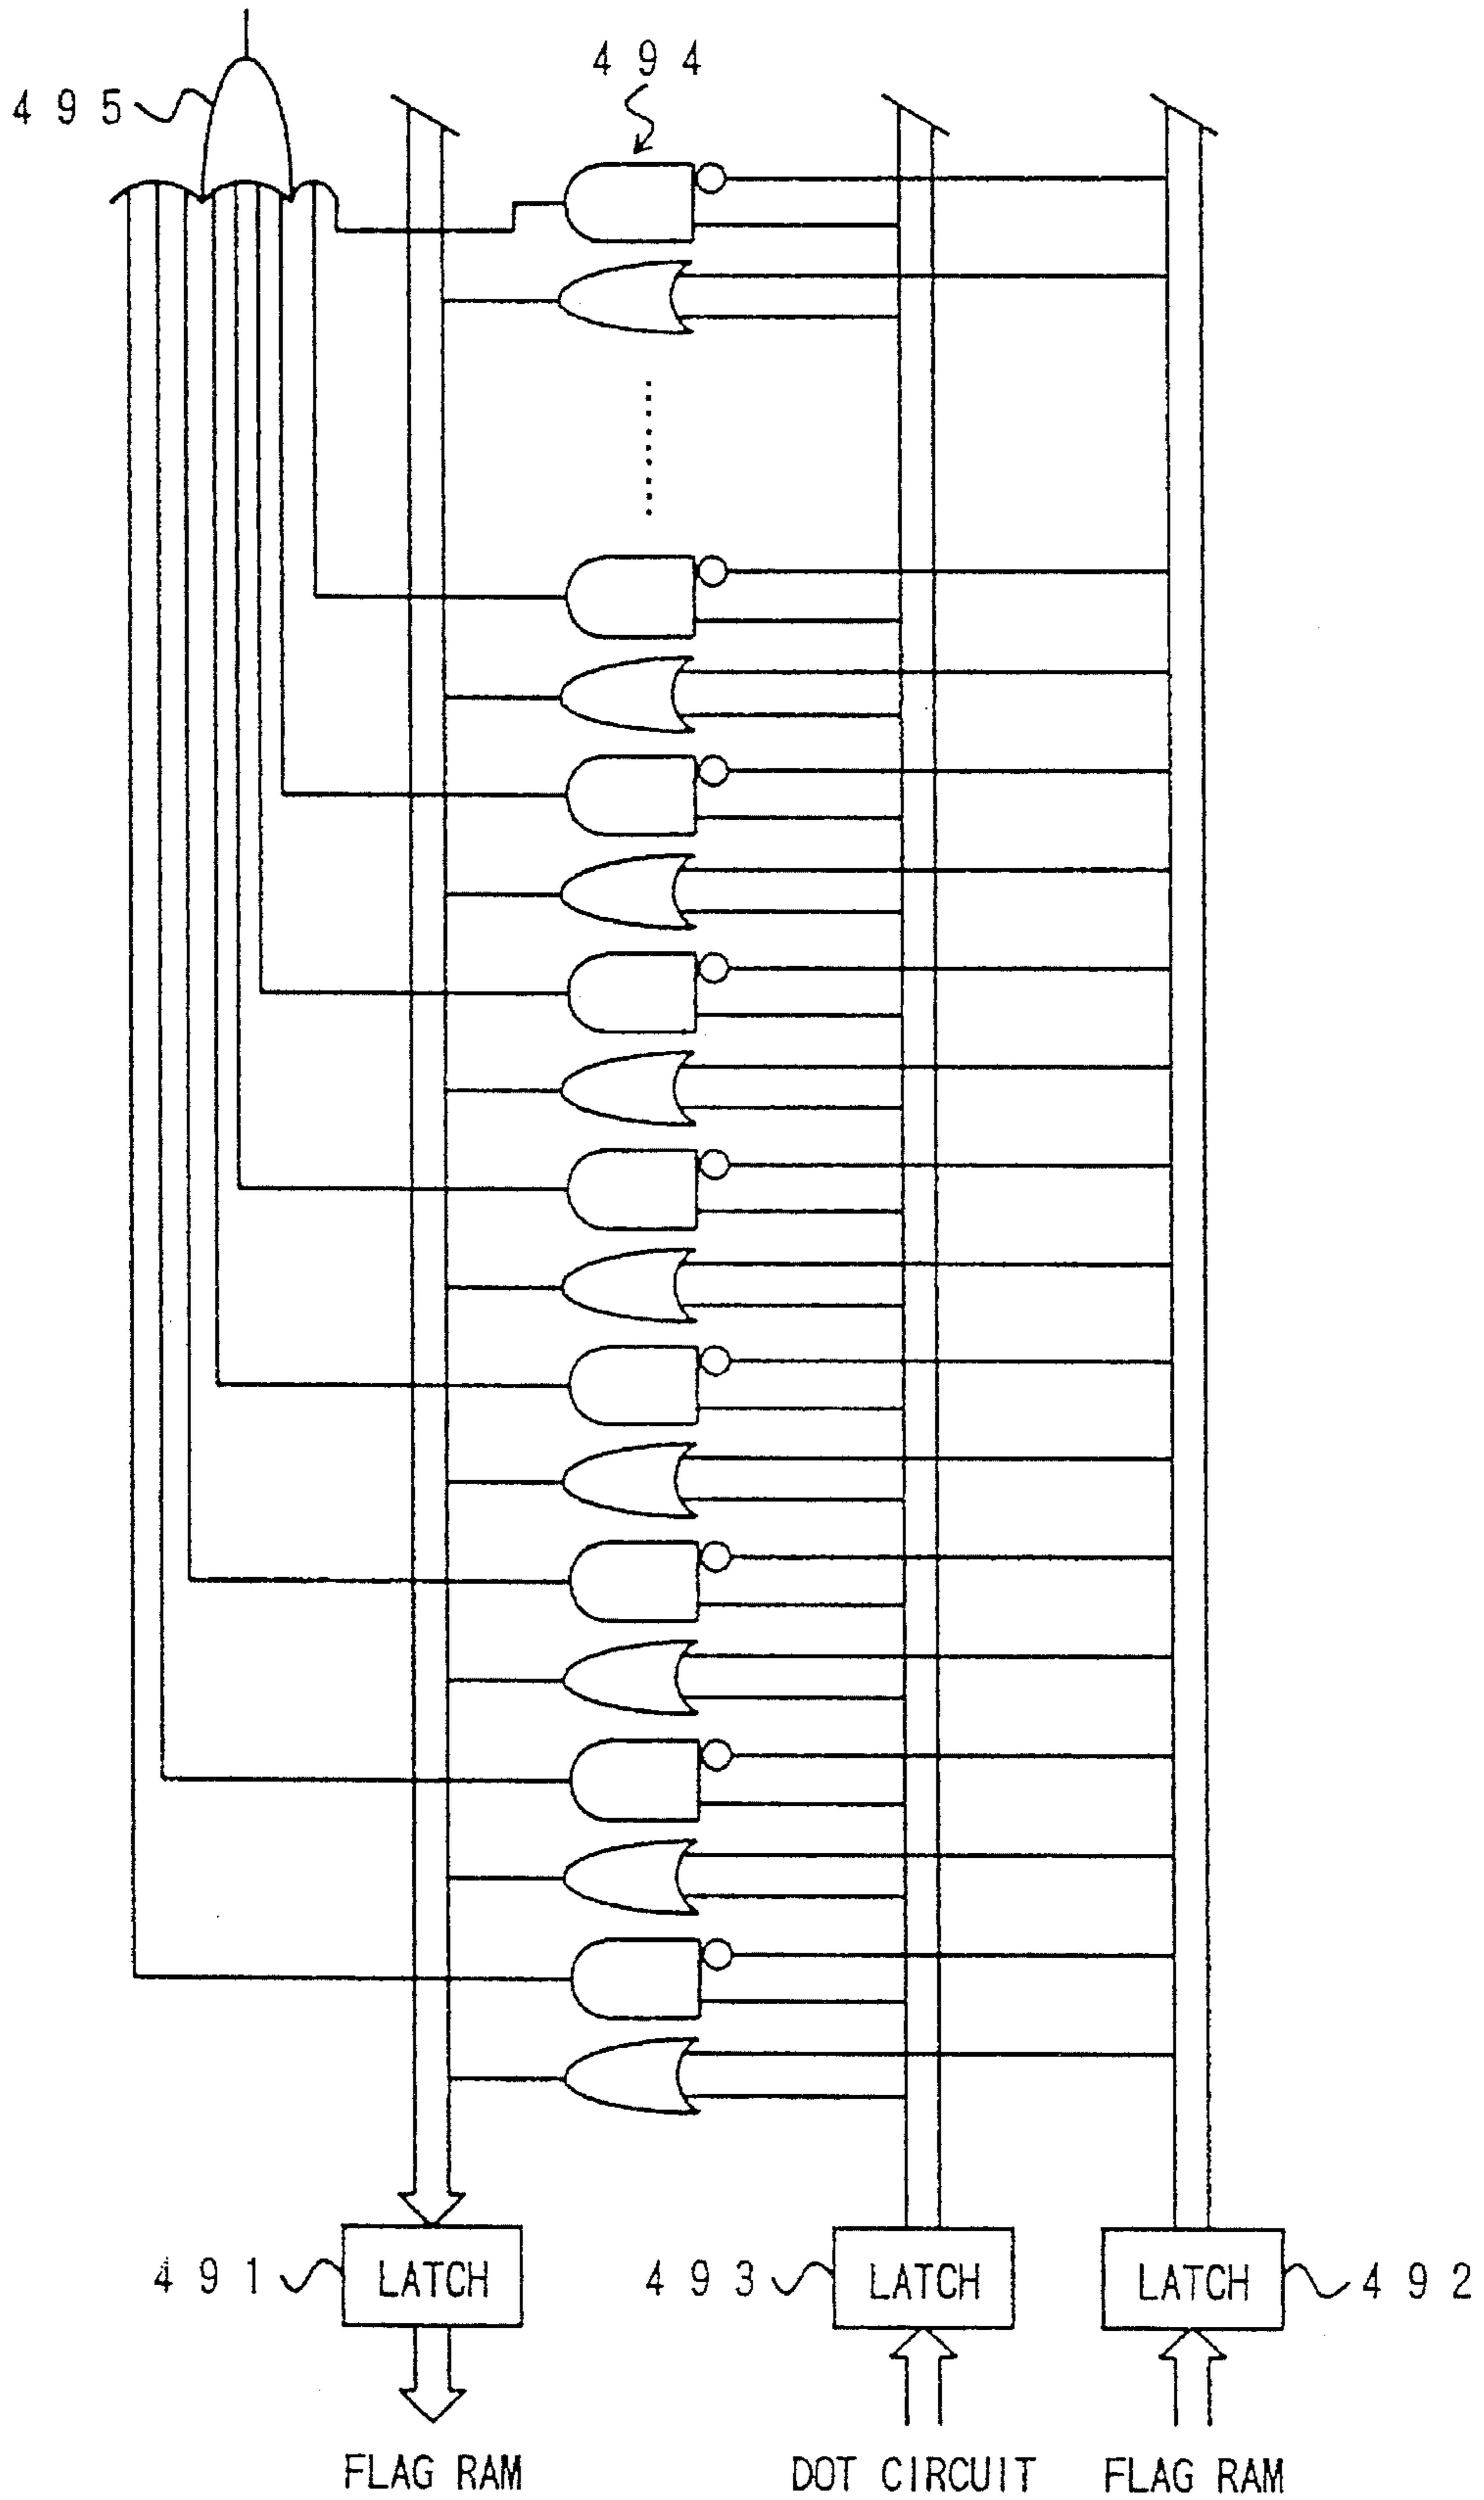 494
495
491
LATCH
493
LATCH
LATCH
492
FLAG RAM
DOT CIRCUIT
FLAG RAM